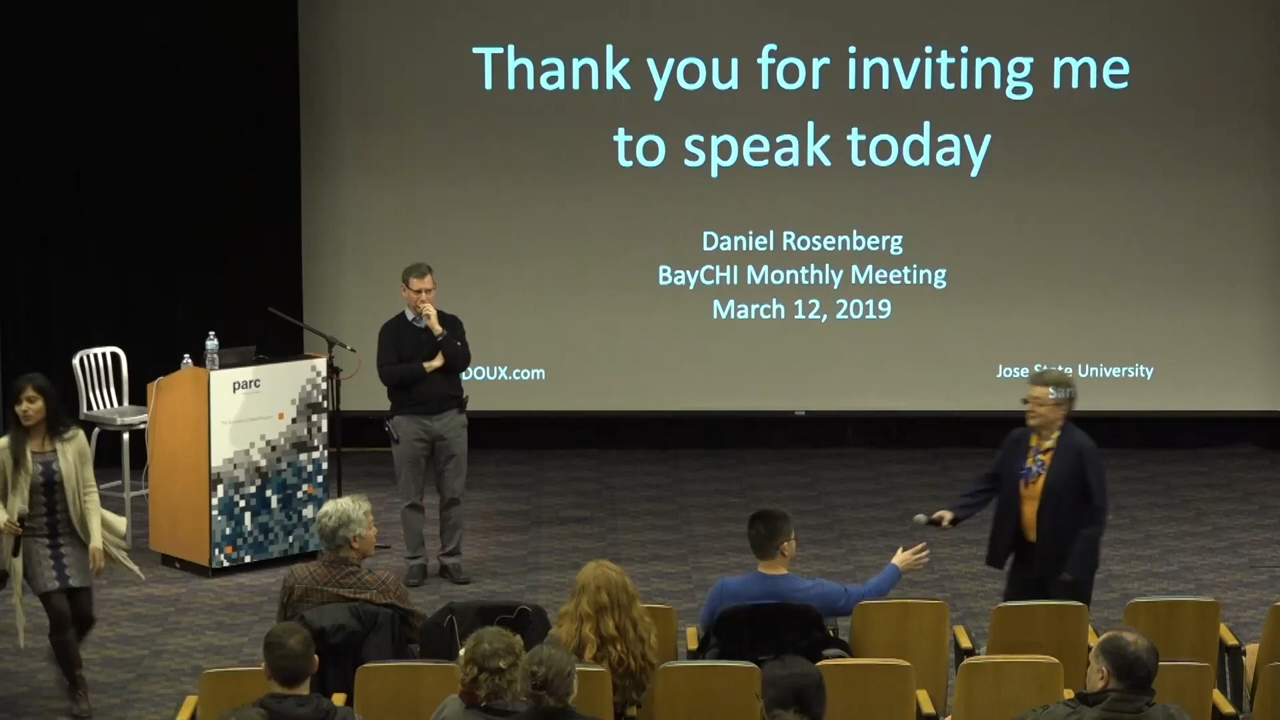 Thank you for inviting me
to speak today
Daniel Rosenberg
BayCHI Monthly Meeting
March 12, 2019
DOUX.com
San Jose State University
parc